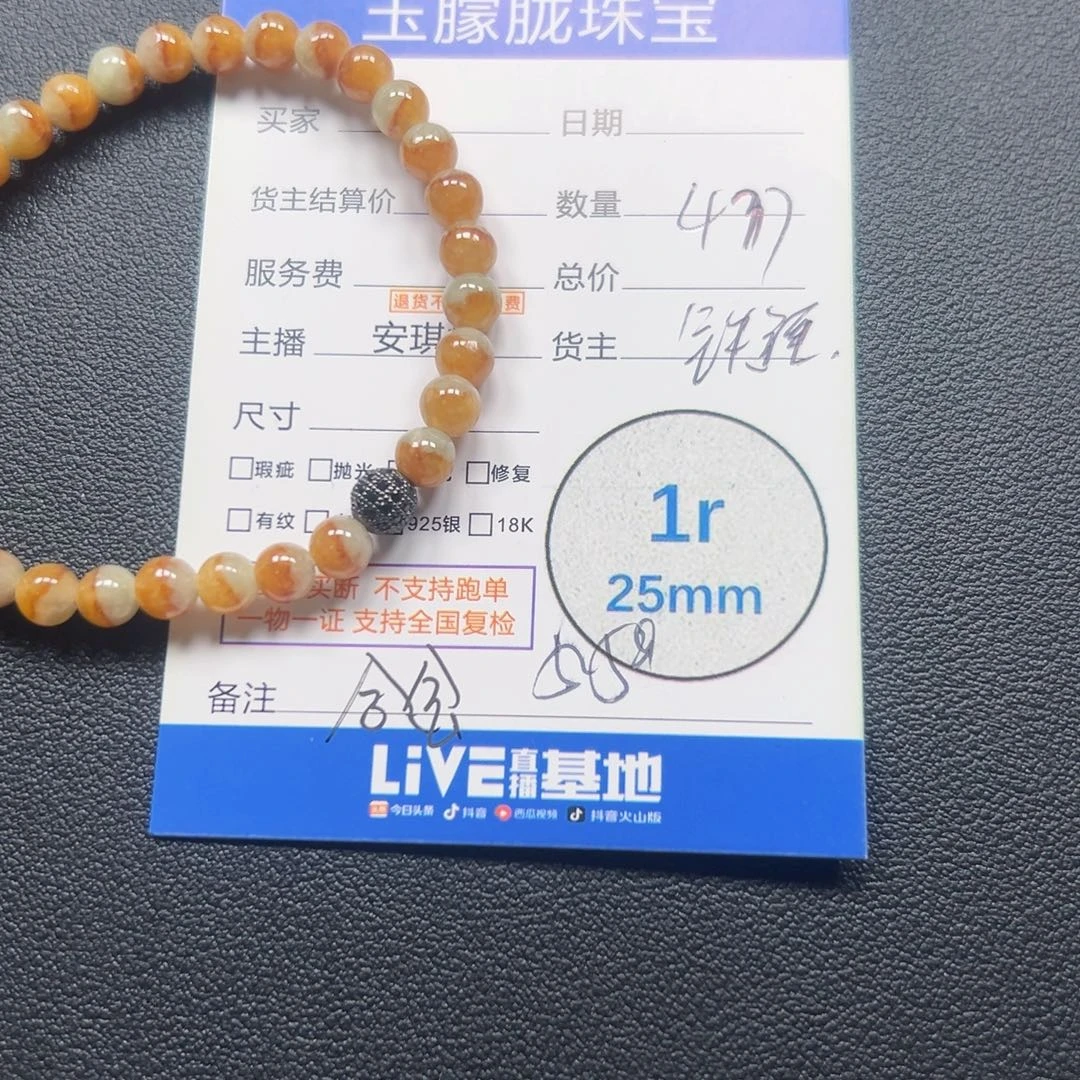 玉朦胧珠宝
买家 日期
货主结算价 数量
服务费 总价
退货不 费
主播 安琪 货主
尺寸
瑕疵 抛光 修复
有纹 925银 18K
1r
25mm
买断 不支持跑单
一物一证 支持全国复检
备注
LiVE直播基地
今日头条 抖音 西瓜视频 抖音火山版